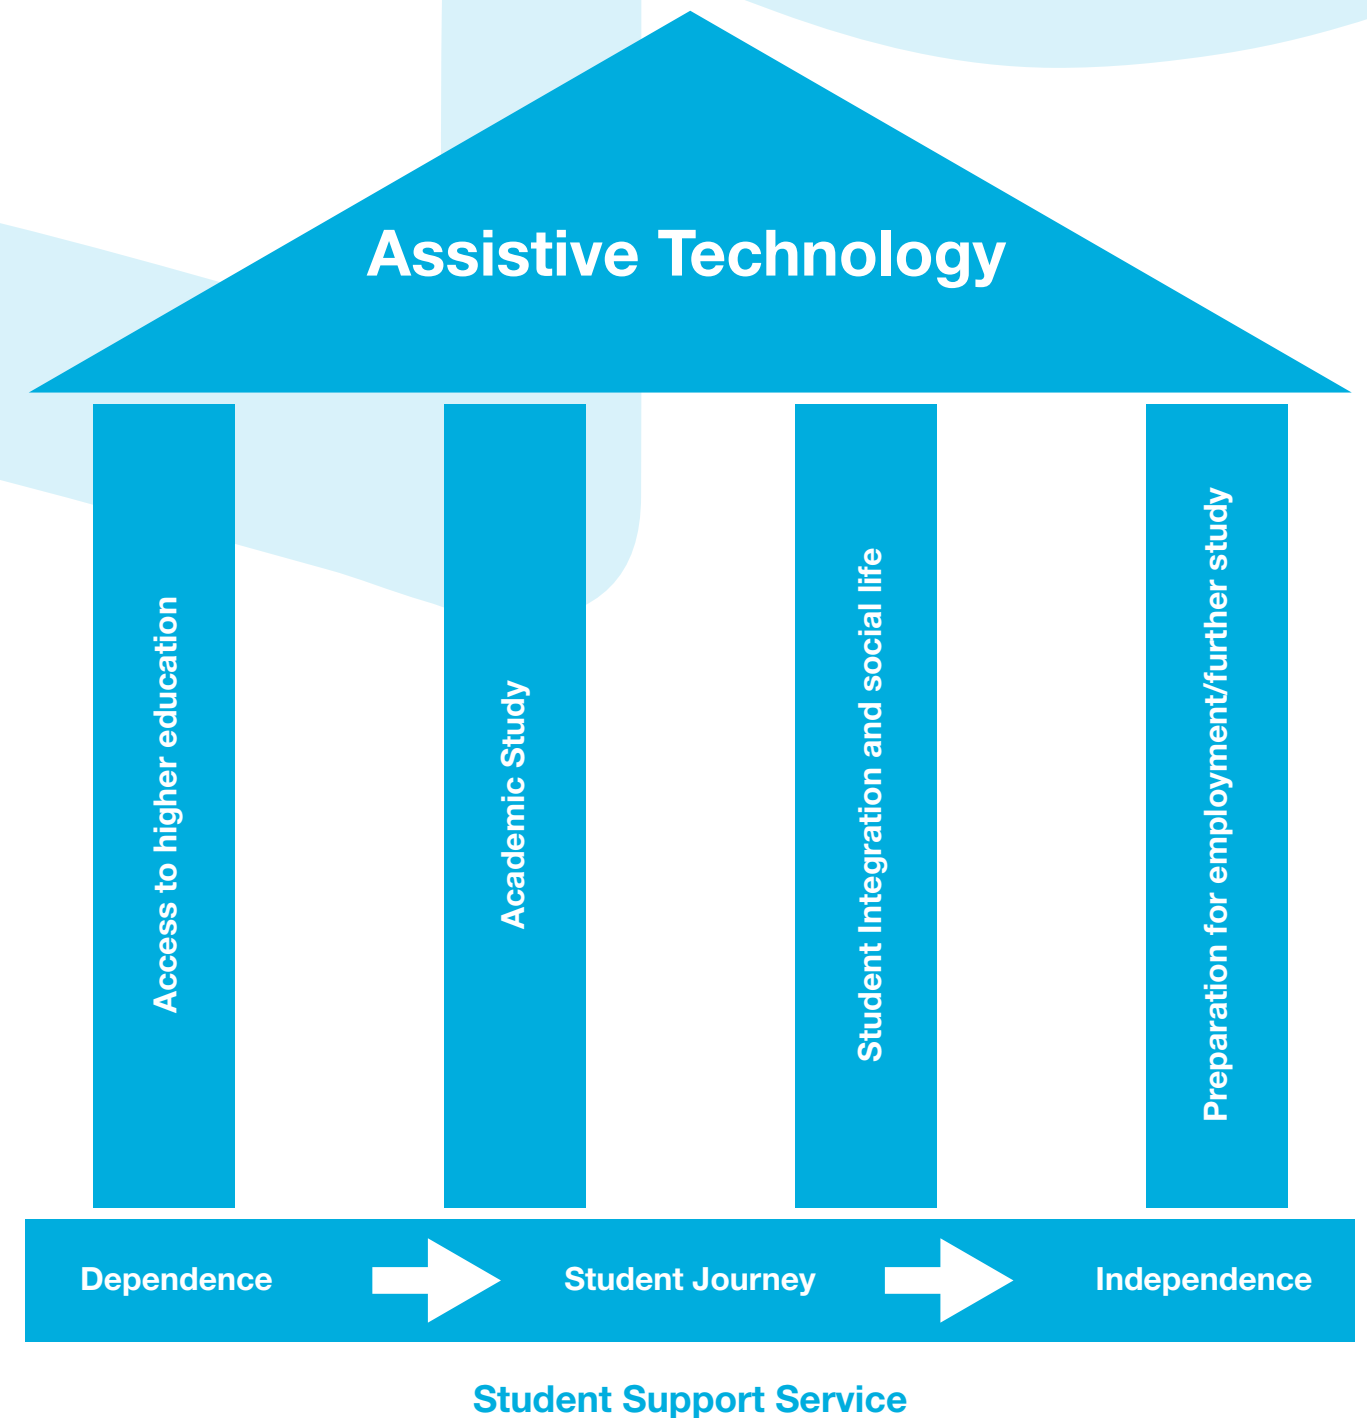 Assistive Technology
Access to higher education
Academic Study
Student Integration and social life
Preparation for employment/further study
Dependence
Student Journey
Independence
Student Support Service